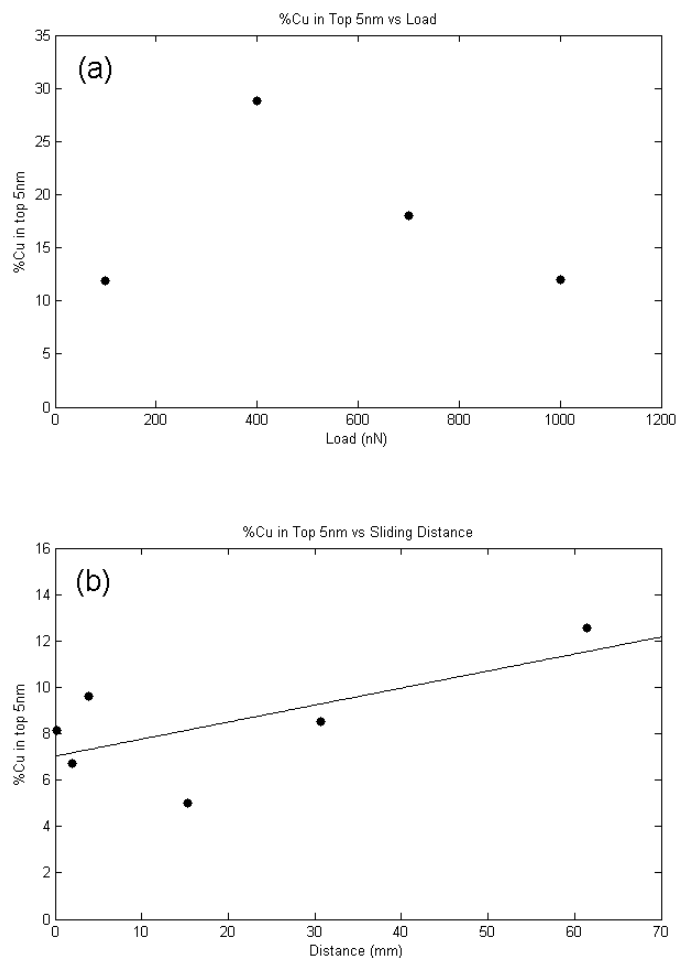 %Cu in Top 5nm vs Load
(a)
%Cu in top 5nm
35
30
25
20
15
10
5
0
0 200 400 600 800 1000 1200
Load (nN)
%Cu in Top 5nm vs Sliding Distance
(b)
%Cu in top 5nm
16
14
12
10
8
6
4
2
0
0 10 20 30 40 50 60 70
Distance (mm)